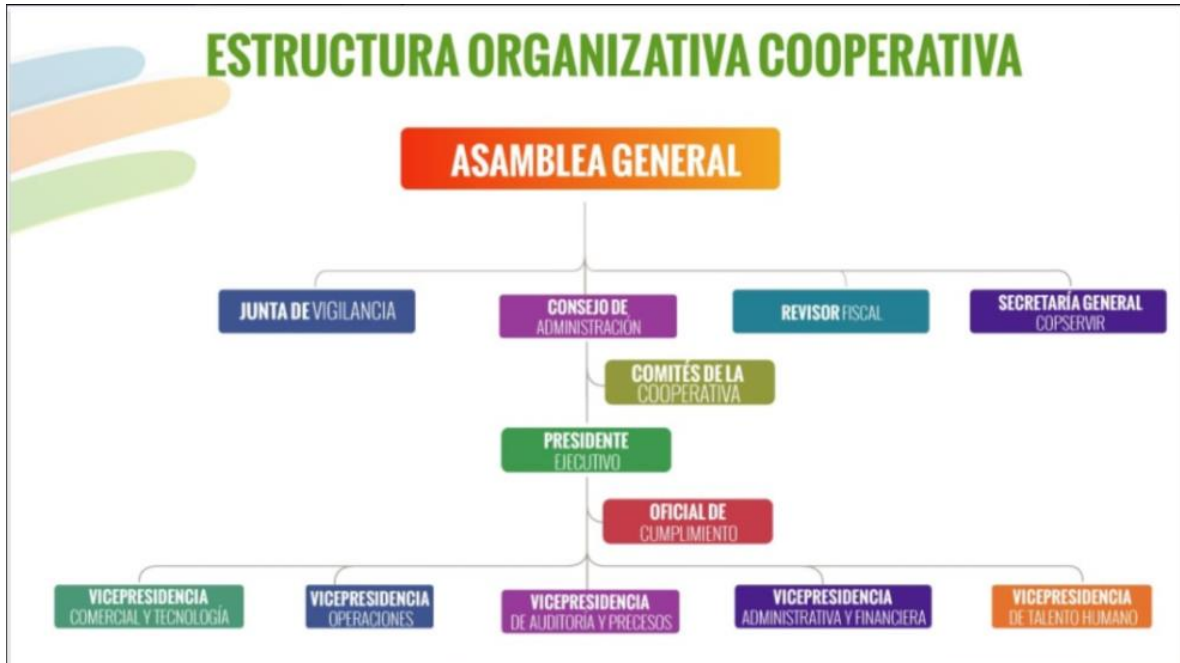 ESTRUCTURA ORGANIZATIVA COOPERATIVA
ASAMBLEA GENERAL
JUNTA DE VIGILANCIA
CONSEJO DE
ADMINISTRACIÓN
REVISOR FISCAL
SECRETARÍA GENERAL
COPSERVIR
COMITÉS DE LA
COOPERATIVA
PRESIDENTE
EJECUTIVO
OFICIAL DE
CUMPLIMIENTO
VICEPRESIDENCIA
COMERCIAL Y TECNOLOGÍA
VICEPRESIDENCIA
OPERACIONES
VICEPRESIDENCIA
DE AUDITORIA Y PRECESOS
VICEPRESIDENCIA
ADMINISTRATIVA Y FINANCIERA
VICEPRESIDENCIA
DE TALENTO HUMANO